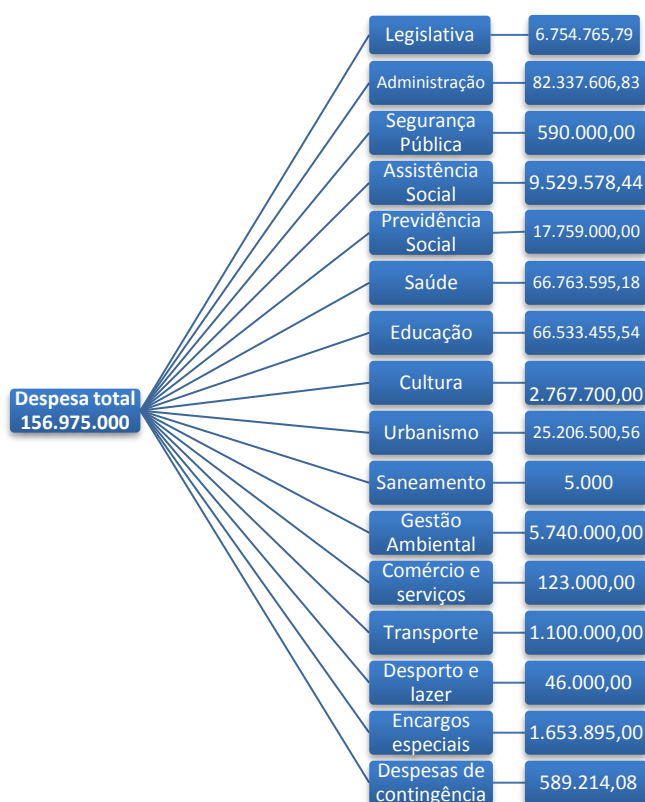 Legislativa
6.754.765,79
Administração
82.337.606,83
Segurança
Pública
590.000,00
Assistência
Social
9.529.578,44
Previdência
Social
17.759.000,00
Saúde
66.763.595,18
Educação
66.533.455,54
Cultura
2.767.700,00
Despesa total
156.975.000
Urbanismo
25.206.500,56
Saneamento
5.000
Gestão
Ambiental
5.740.000,00
Comércio e
serviços
123.000,00
Transporte
1.100.000,00
Desporto e
lazer
46.000,00
Encargos
especiais
1.653.895,00
Despesas de
contingência
589.214,08